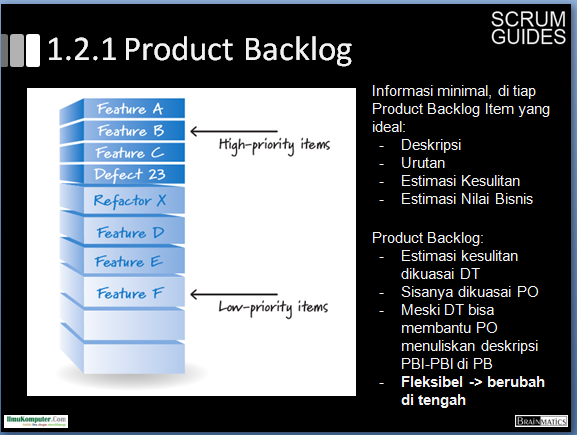 SCRUM
GUIDES
1.2.1 Product Backlog
Feature A
Feature B
Feature C
Defect 23
Refactor X
Feature D
Feature E
Feature F
High-priority items
Low-priority items
Informasi minimal, di tiap
Product Backlog Item yang
ideal:
- Deskripsi
- Urutan
- Estimasi Kesulitan
- Estimasi Nilai Bisnis
Product Backlog:
- Estimasi kesulitan
dikuasai DT
- Sisanya dikuasai PO
- Meski DT bisa
membantu PO
menuliskan deskripsi
PBI-PBI di PB
- Fleksibel -> berubah
di tengah
IlmuKomputer.Com
BRAINMATICS